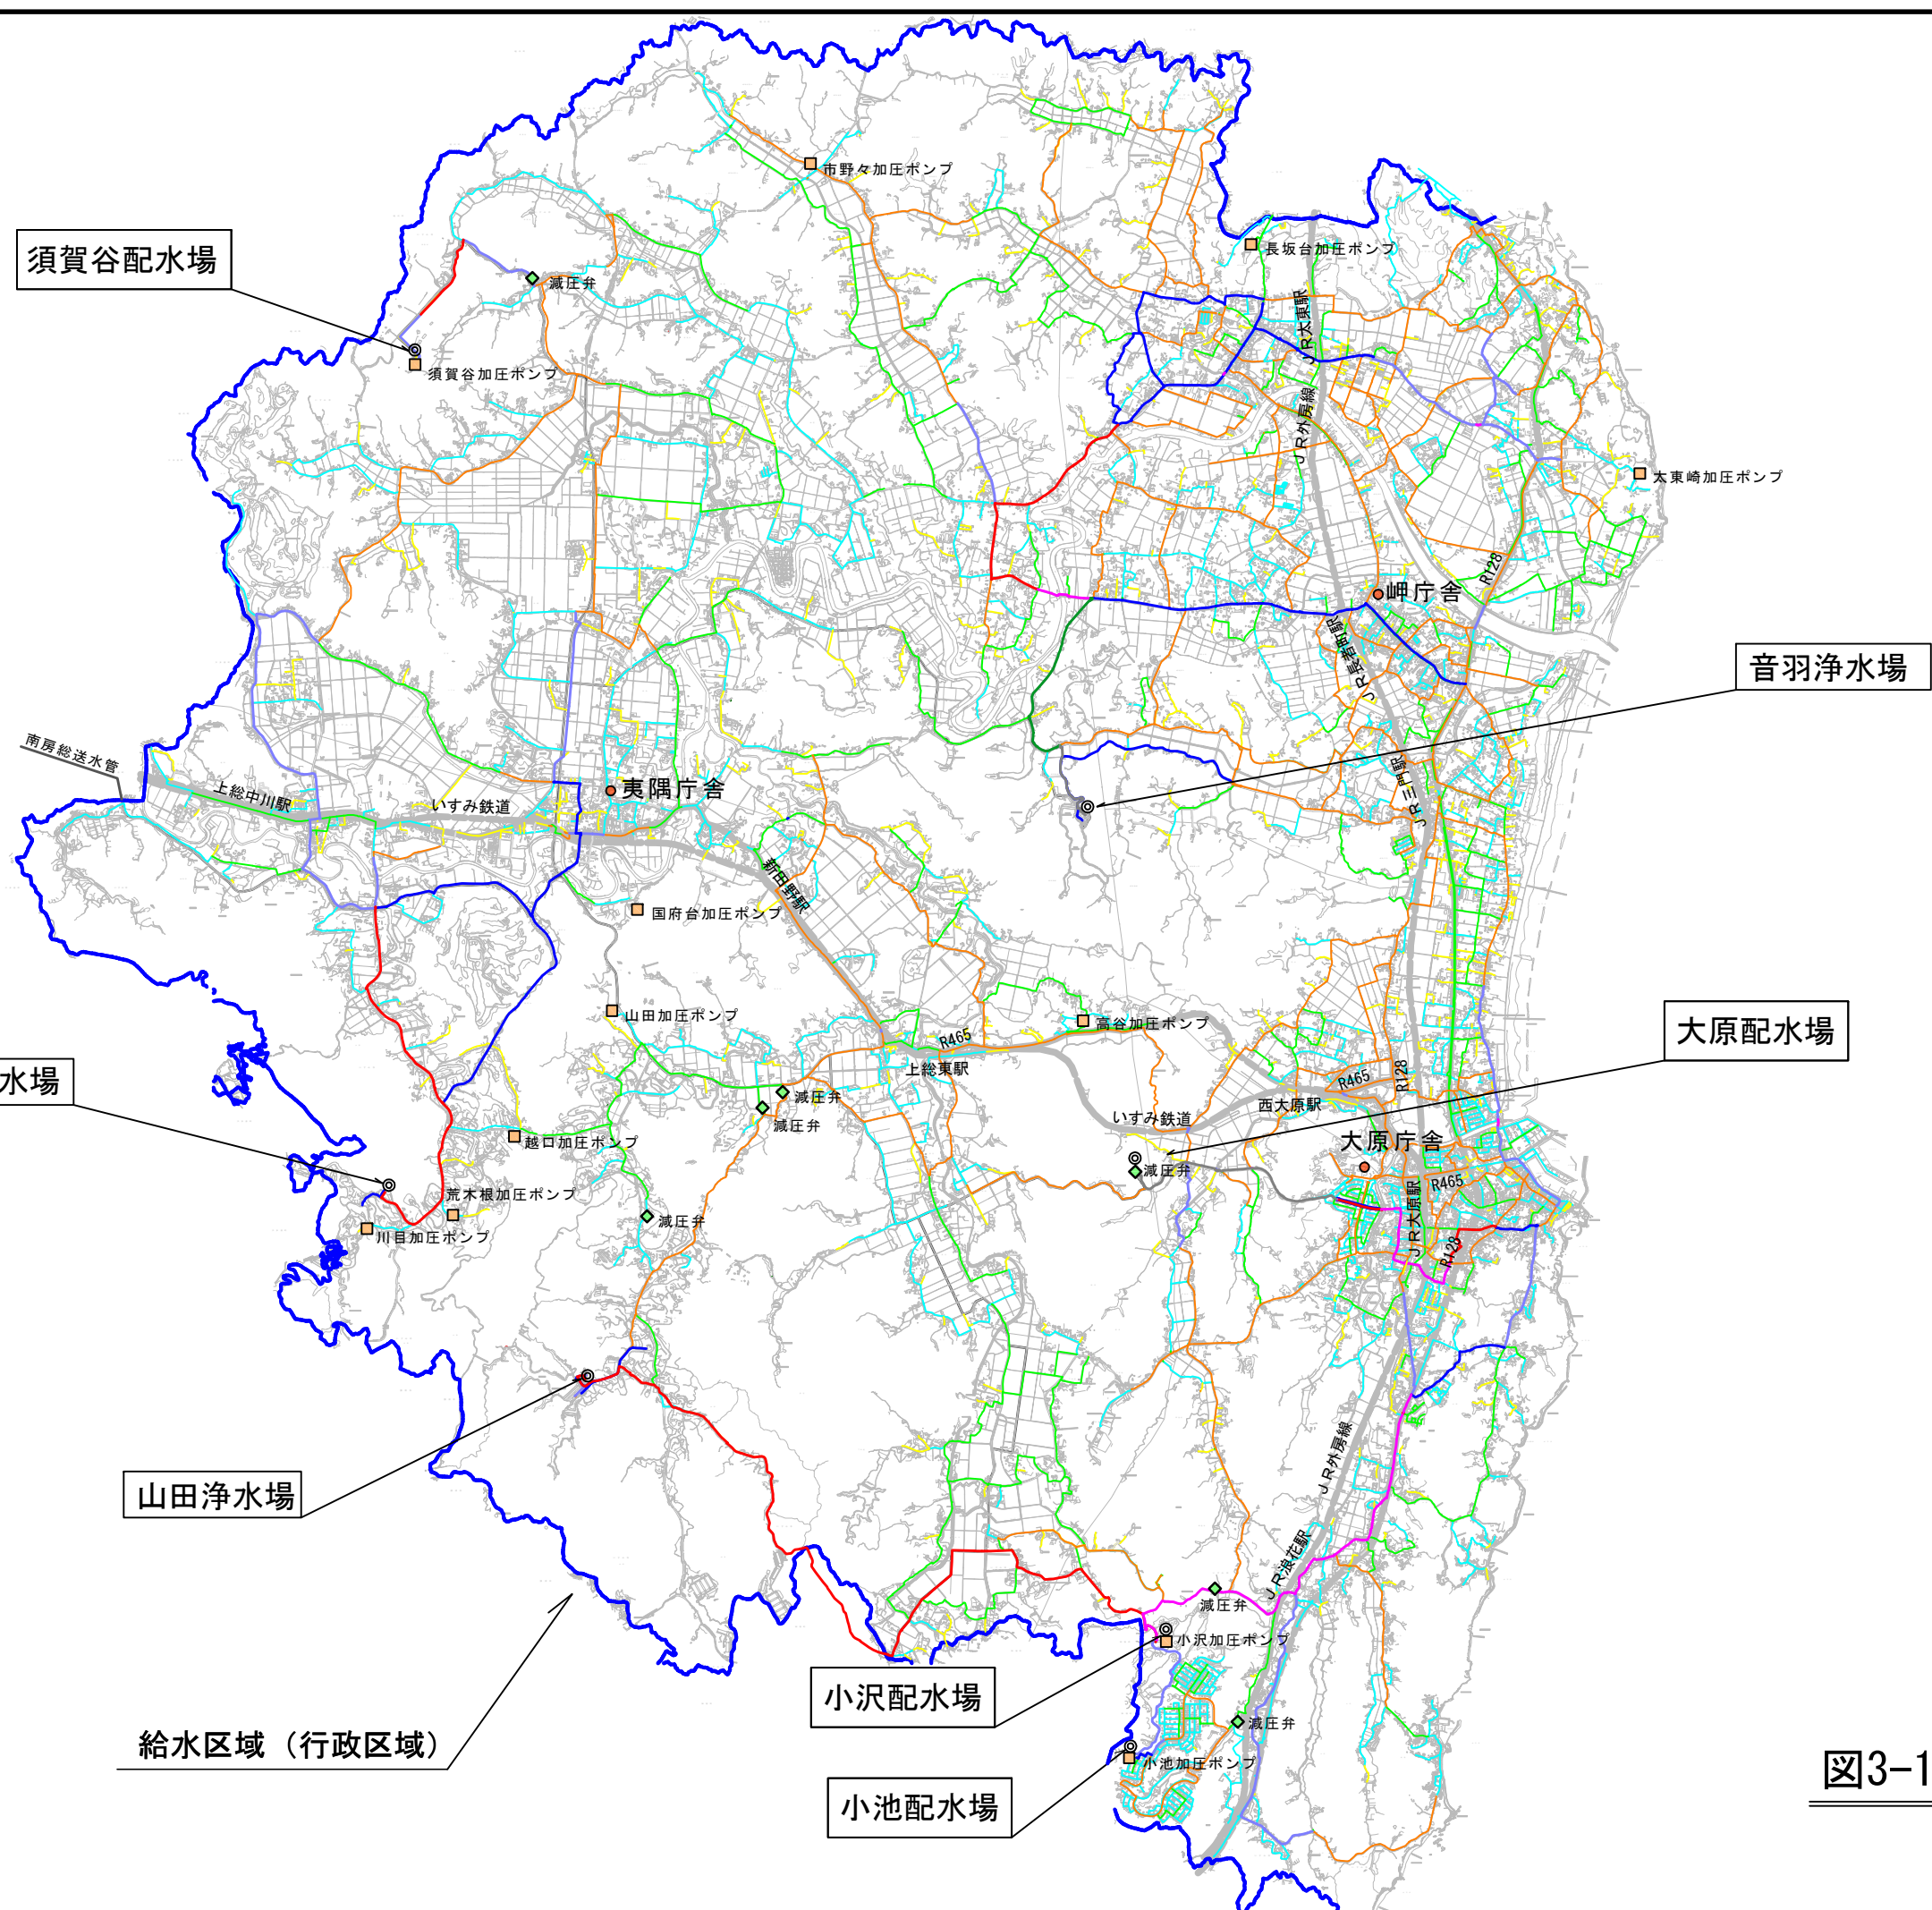 市野々加圧ポンプ
長坂台加圧ポンプ
須賀谷配水場
減圧弁
JR太東駅
須賀谷加圧ポンプ
JR外房線
太東崎加圧ポンプ
R128
岬庁舎
音羽浄水場
JR長者町駅
南房総送水管
上総中川駅
いすみ鉄道
夷隅庁舎
JR三門駅
新田野駅
国府台加圧ポンプ
山田加圧ポンプ
高谷加圧ポンプ
大原配水場
R465
上総東駅
水場
R465
R128
減圧弁
減圧弁
いすみ鉄道
西大原駅
越口加圧ポンプ
大原庁舎
減圧弁
R465
荒木根加圧ポンプ
川目加圧ポンプ
減圧弁
JR大原駅
R128
山田浄水場
JR外房線
JR浪花駅
減圧弁
小沢加圧ポンプ
小沢配水場
減圧弁
給水区域（行政区域）
小池加圧ポンプ
小池配水場
図3-1